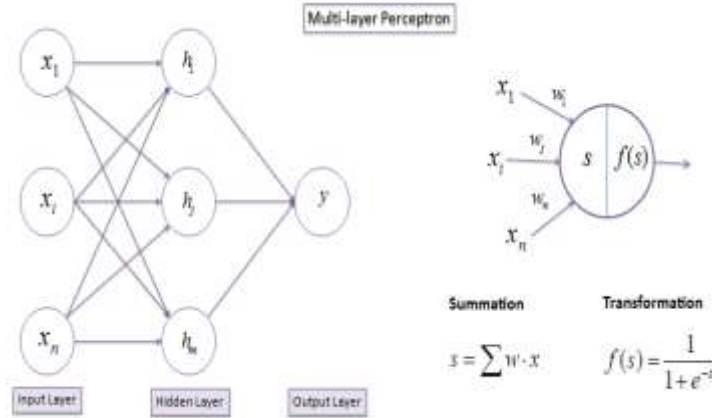 Multi-layer Perceptron
x₁
h₁
xᵢ
hⱼ
y
xₙ
hₘ
Input Layer
Hidden Layer
Output Layer
x₁
wᵢ
xᵢ
wⱼ
s
f(s)
wₙ
xₙ
Summation
Transformation
s = ∑ w · x
f(s) = 1 / (1 + e⁻ˢ)